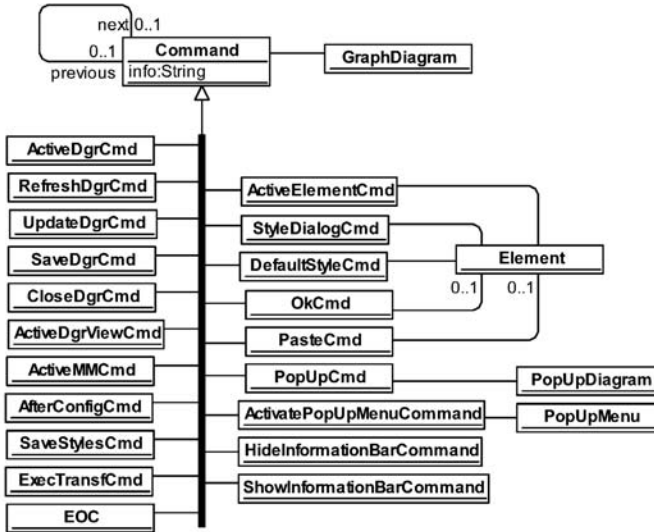 next 0..1
0..1
previous
Command
info:String
GraphDiagram
ActiveDgrCmd
RefreshDgrCmd
UpdateDgrCmd
SaveDgrCmd
CloseDgrCmd
ActiveDgrViewCmd
ActiveMMCmd
AfterConfigCmd
SaveStylesCmd
ExecTransfCmd
EOC
ActiveElementCmd
StyleDialogCmd
DefaultStyleCmd
OkCmd
PasteCmd
PopUpCmd
ActivatePopUpMenuCommand
HideInformationBarCommand
ShowInformationBarCommand
Element
0..1 0..1
PopUpDiagram
PopUpMenu